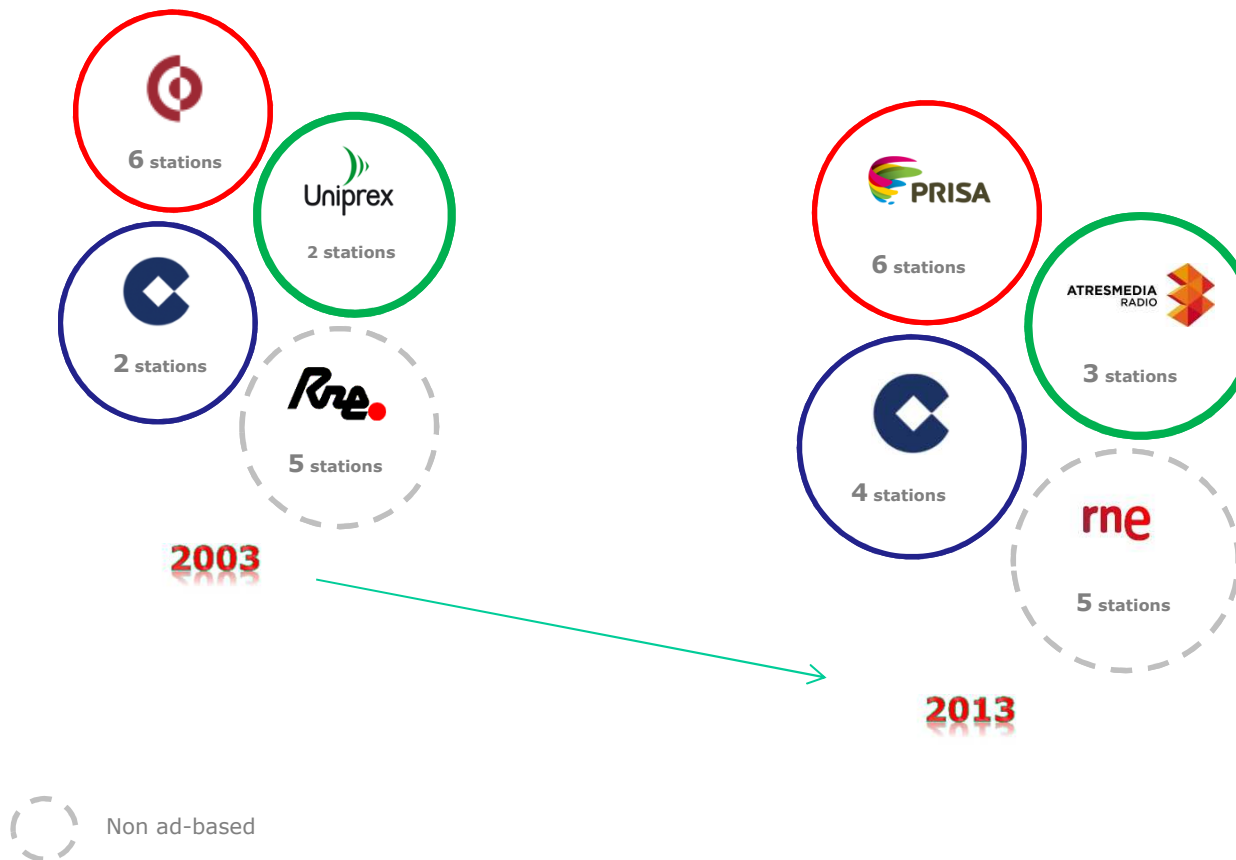 6 stations
Uniprex
2 stations
2 stations
Rne
5 stations
2003
PRISA
6 stations
ATRESMEDIA
RADIO
3 stations
4 stations
rne
5 stations
2013
Non ad-based